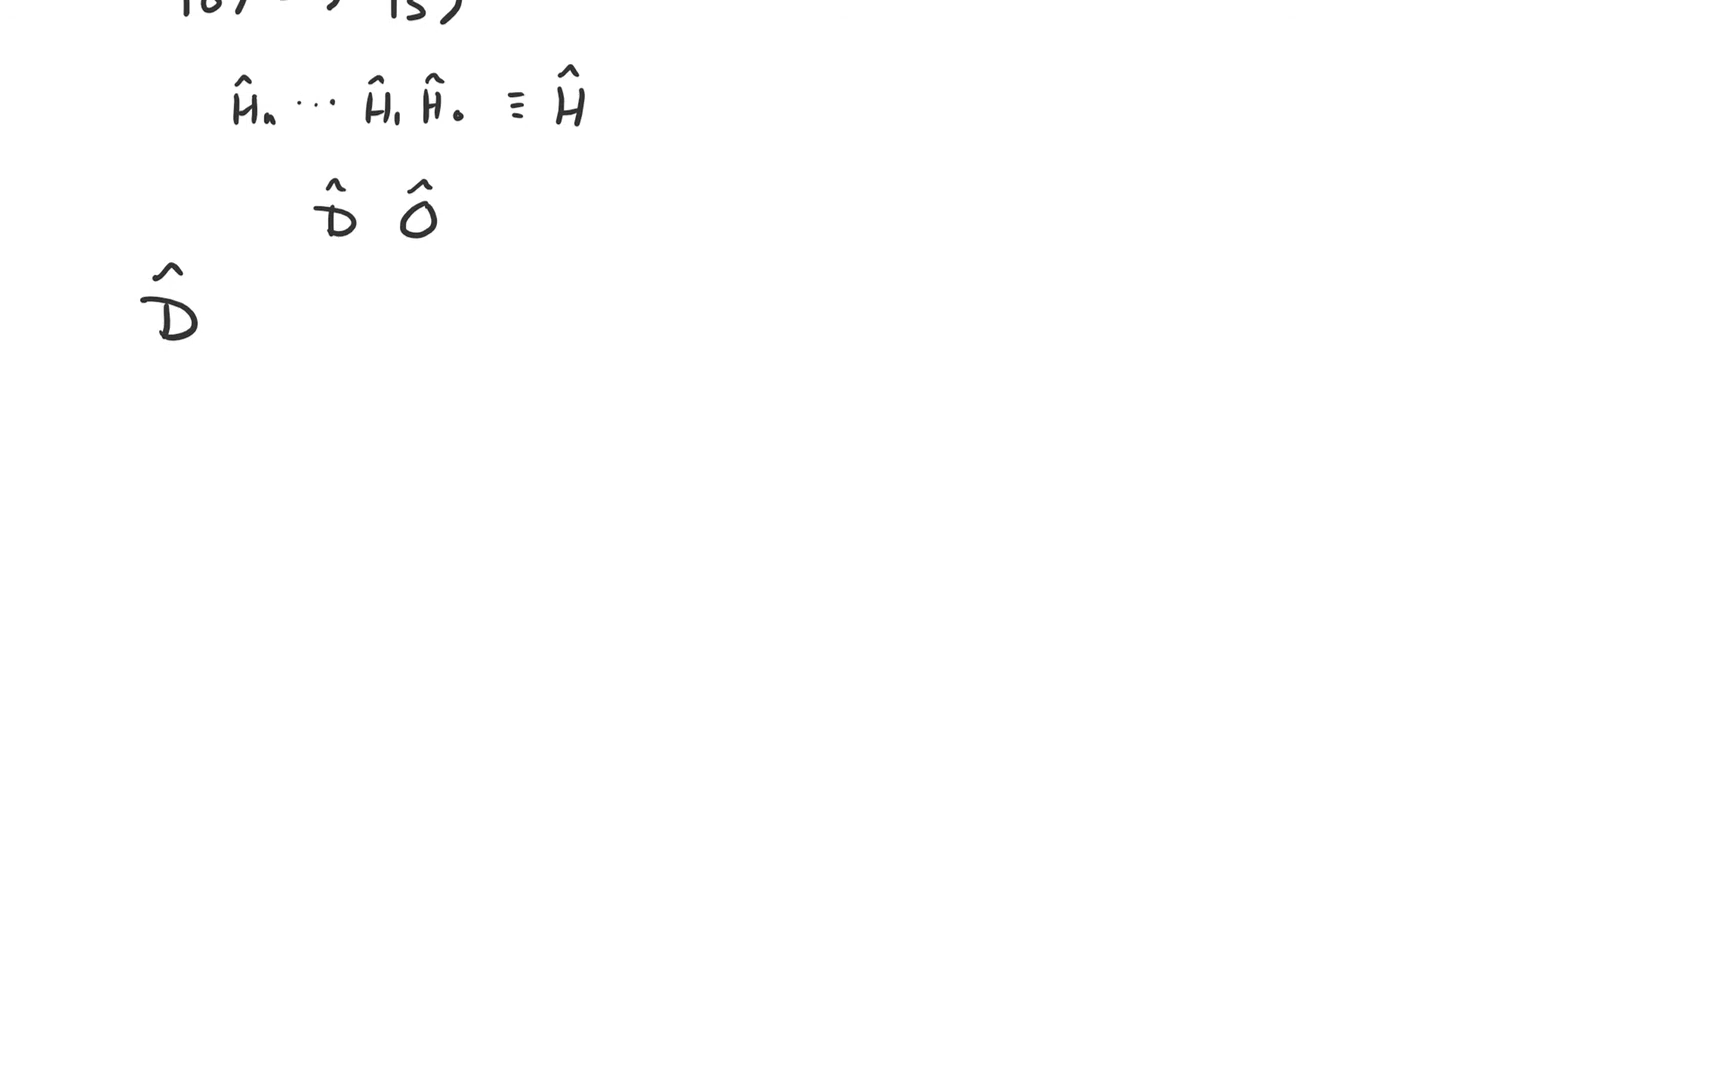 Ĥₙ ··· Ĥ₁ Ĥ₀ ≡ Ĥ
D̂ Ô
D̂